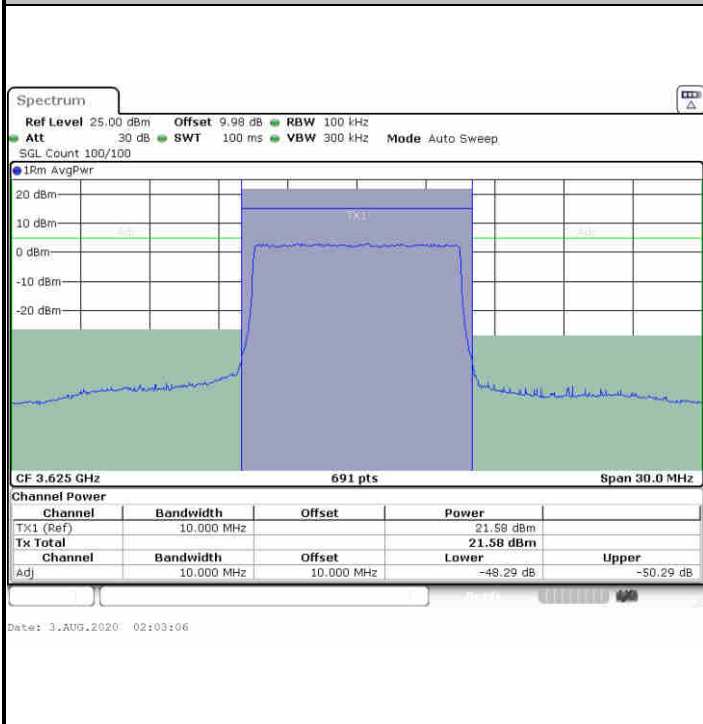 Spectrum
Ref Level 25.00 dBm Offset 9.98 dB RBW 100 kHz
Att 30 dB SWT 100 ms VBW 300 kHz Mode Auto Sweep
SGL Count 100/100
1Rm AvgPwr
20 dBm
TX1
10 dBm
Adj Adj
0 dBm
-10 dBm
-20 dBm
CF 3.625 GHz 691 pts Span 30.0 MHz
Channel Power
Channel Bandwidth Offset Power
TX1 (Ref) 10.000 MHz 21.58 dBm
Tx Total 21.58 dBm
Channel Bandwidth Offset Lower Upper
Adj 10.000 MHz 10.000 MHz -48.29 dB -50.29 dB
Date: 3.AUG.2020 02:03:06